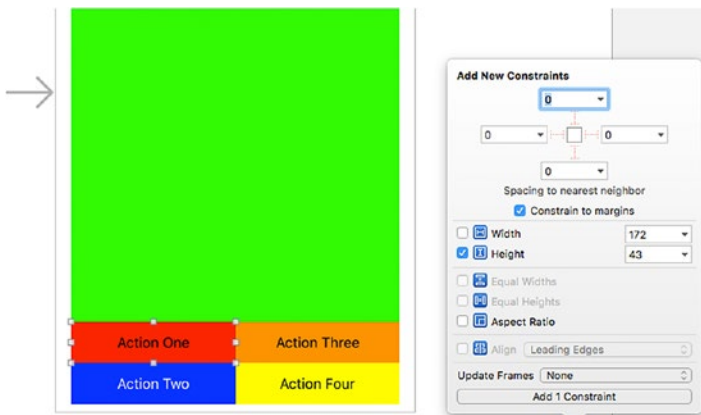 Action One
Action Three
Action Two
Action Four
Add New Constraints
0
0
0
0
Spacing to nearest neighbor
Constrain to margins
Width 172
Height 43
Equal Widths
Equal Heights
Aspect Ratio
Align Leading Edges
Update Frames None
Add 1 Constraint